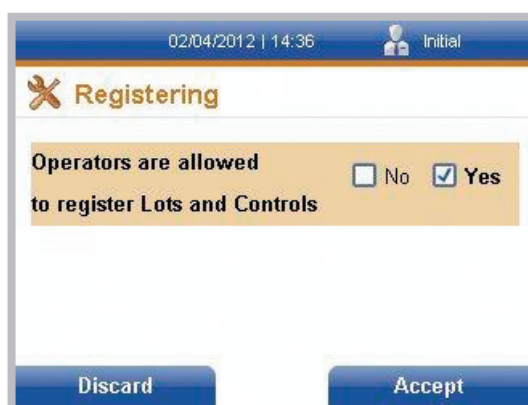 02/04/2012 | 14:36 Initial
Registering
Operators are allowed
to register Lots and Controls
No Yes
Discard Accept